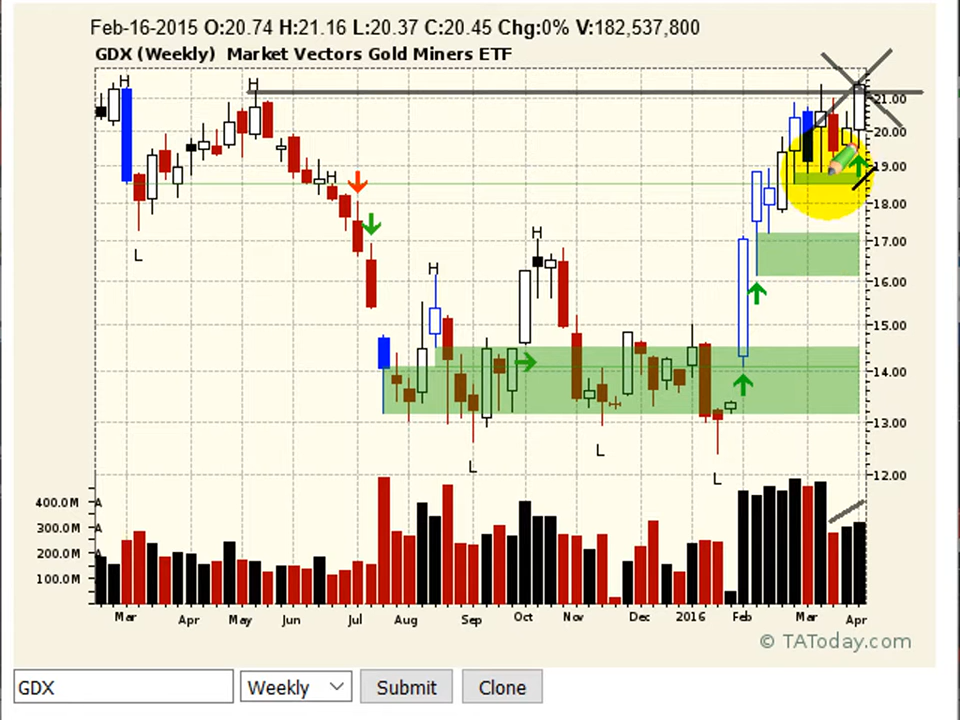 Feb-16-2015 O:20.74 H:21.16 L:20.37 C:20.45 Chg:0% V:182,537,800
GDX (Weekly) Market Vectors Gold Miners ETF
H
H
21.00
20.00
19.00
H
18.00
L
H
17.00
H
16.00
15.00
14.00
13.00
L
L
L
12.00
400.0M A
300.0M A
200.0M A
100.0M
Mar Apr May Jun Jul Aug Sep Oct Nov Dec 2016 Feb Mar Apr
© TAToday.com
GDX Weekly Submit Clone